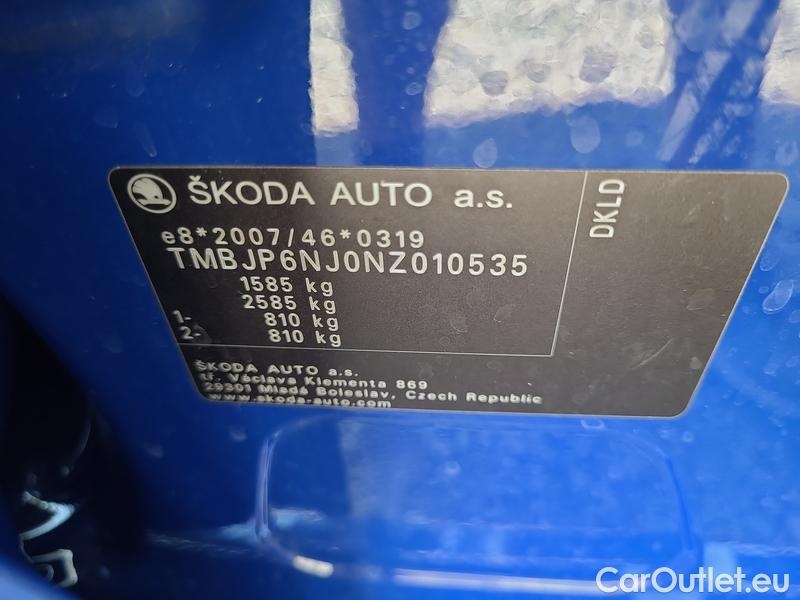 ŠKODA AUTO a.s.
DKLD
e8*2007/46*0319
TMBJP6NJ0NZ010535
1585 kg
2585 kg
1- 810 kg
2- 810 kg
ŠKODA AUTO a.s.
tř. Václava Klementa 869
29301 Mladá Boleslav, Czech Republic
www.skoda-auto.com
CarOutlet.eu